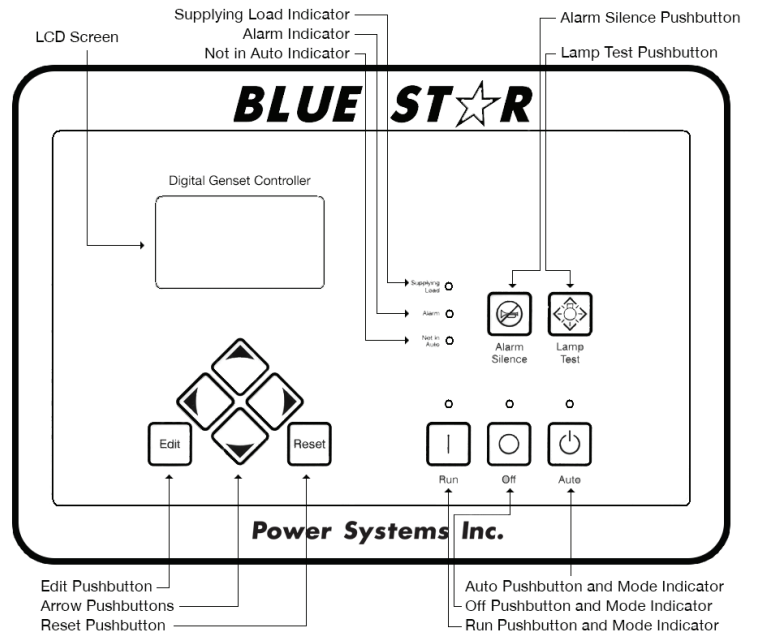 Supplying Load Indicator
Alarm Indicator
Not in Auto Indicator
LCD Screen
Alarm Silence Pushbutton
Lamp Test Pushbutton
BLUE ST☆R
Digital Genset Controller
Supplying
Load
Alarm
Not in
Auto
Alarm
Silence
Lamp
Test
Edit
Reset
Run
Off
Auto
Power Systems Inc.
Edit Pushbutton
Arrow Pushbuttons
Reset Pushbutton
Auto Pushbutton and Mode Indicator
Off Pushbutton and Mode Indicator
Run Pushbutton and Mode Indicator